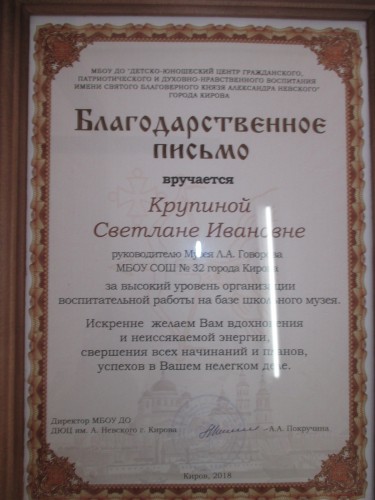 МБОУ ДО "ДЕТСКО-ЮНОШЕСКИЙ ЦЕНТР ГРАЖДАНСКОГО,
ПАТРИОТИЧЕСКОГО И ДУХОВНО-НРАВСТВЕННОГО ВОСПИТАНИЯ
ИМЕНИ СВЯТОГО БЛАГОВЕРНОГО КНЯЗЯ АЛЕКСАНДРА НЕВСКОГО"
ГОРОДА КИРОВА
БЛАГОДАРСТВЕННОЕ
ПИСЬМО
вручается
Крупиной
Светлане Ивановне
руководителю Музея Л.А. Говорова
МБОУ СОШ № 32 города Кирова
за высокий уровень организации
воспитательной работы на базе школьного музея.
Искренне желаем Вам вдохновения
и неиссякаемой энергии,
свершения всех начинаний и планов,
успехов в Вашем нелегком деле.
Директор МБОУ ДО
ДЮЦ им. А. Невского г. Кирова
А.А. Покручина
Киров, 2018